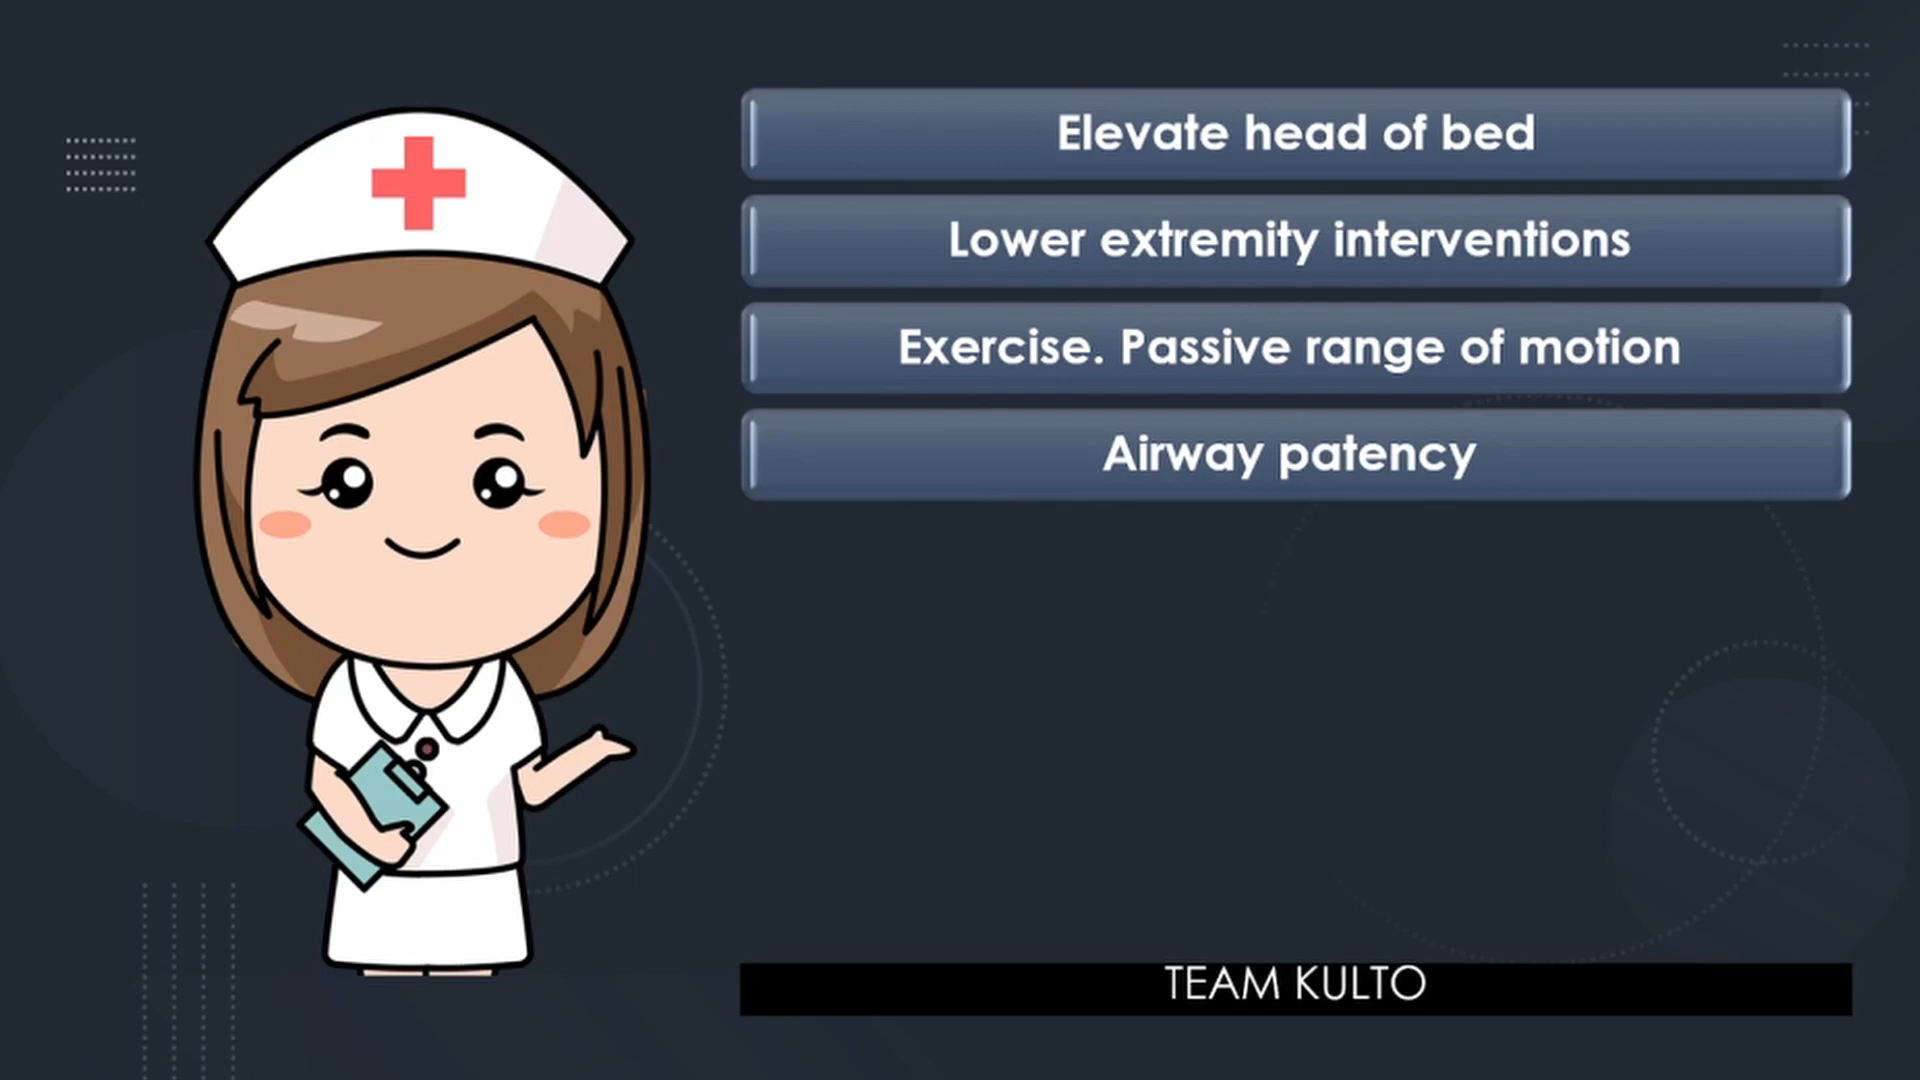 Elevate head of bed
Lower extremity interventions
Exercise. Passive range of motion
Airway patency
TEAM KULTO